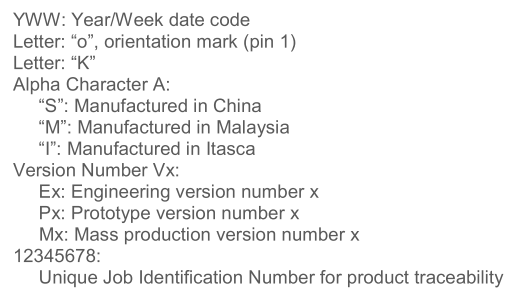 YWW: Year/Week date code
Letter: “o”, orientation mark (pin 1)
Letter: “K”
Alpha Character A:
“S”: Manufactured in China
“M”: Manufactured in Malaysia
“I”: Manufactured in Itasca
Version Number Vx:
Ex: Engineering version number x
Px: Prototype version number x
Mx: Mass production version number x
12345678:
Unique Job Identification Number for product traceability